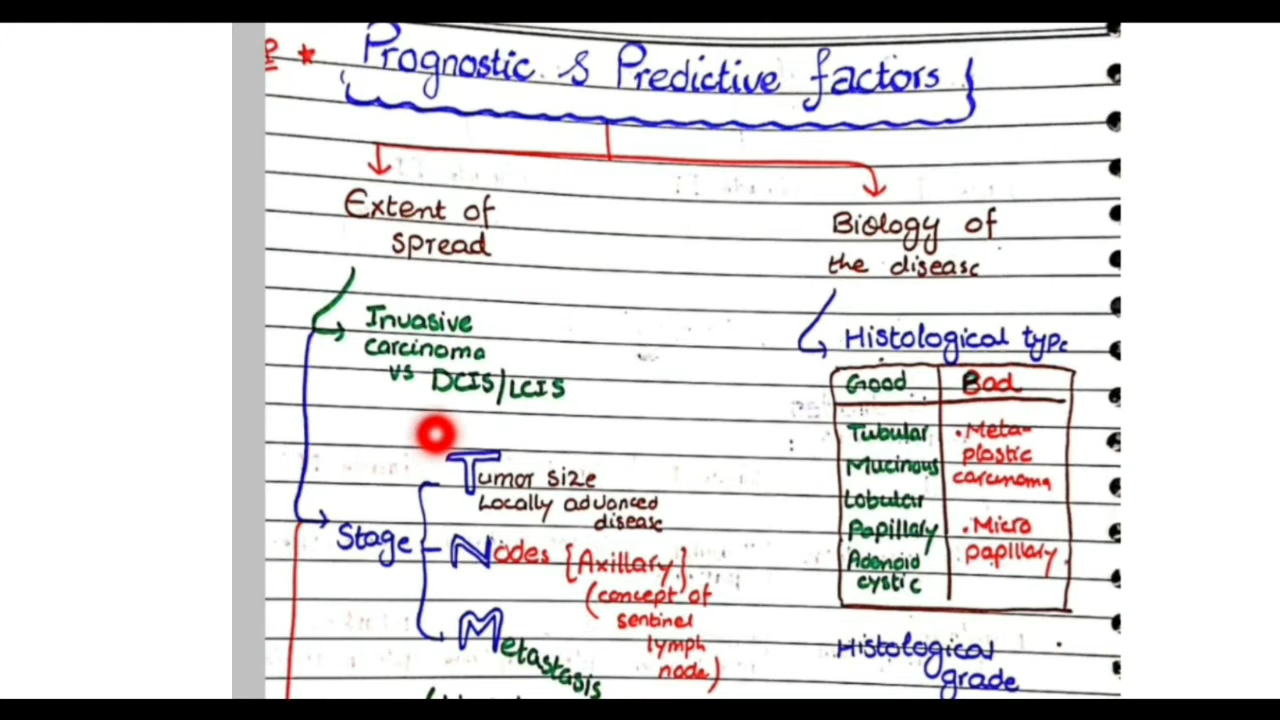 Prognostic & Predictive factors
Extent of
spread
Invasive
carcinoma
vs DCIS/LCIS
Stage
Tumor size
Locally advanced
disease
Nodes {Axillary}
(concept of
sentinel
lymph
node)
Metastasis
Biology of
the disease
Histological type
Good
Bad
Tubular
Mucinous
Lobular
Papillary
Adenoid
cystic
.Meta-
plastic
carcinoma
.Micro
papillary
Histological
grade